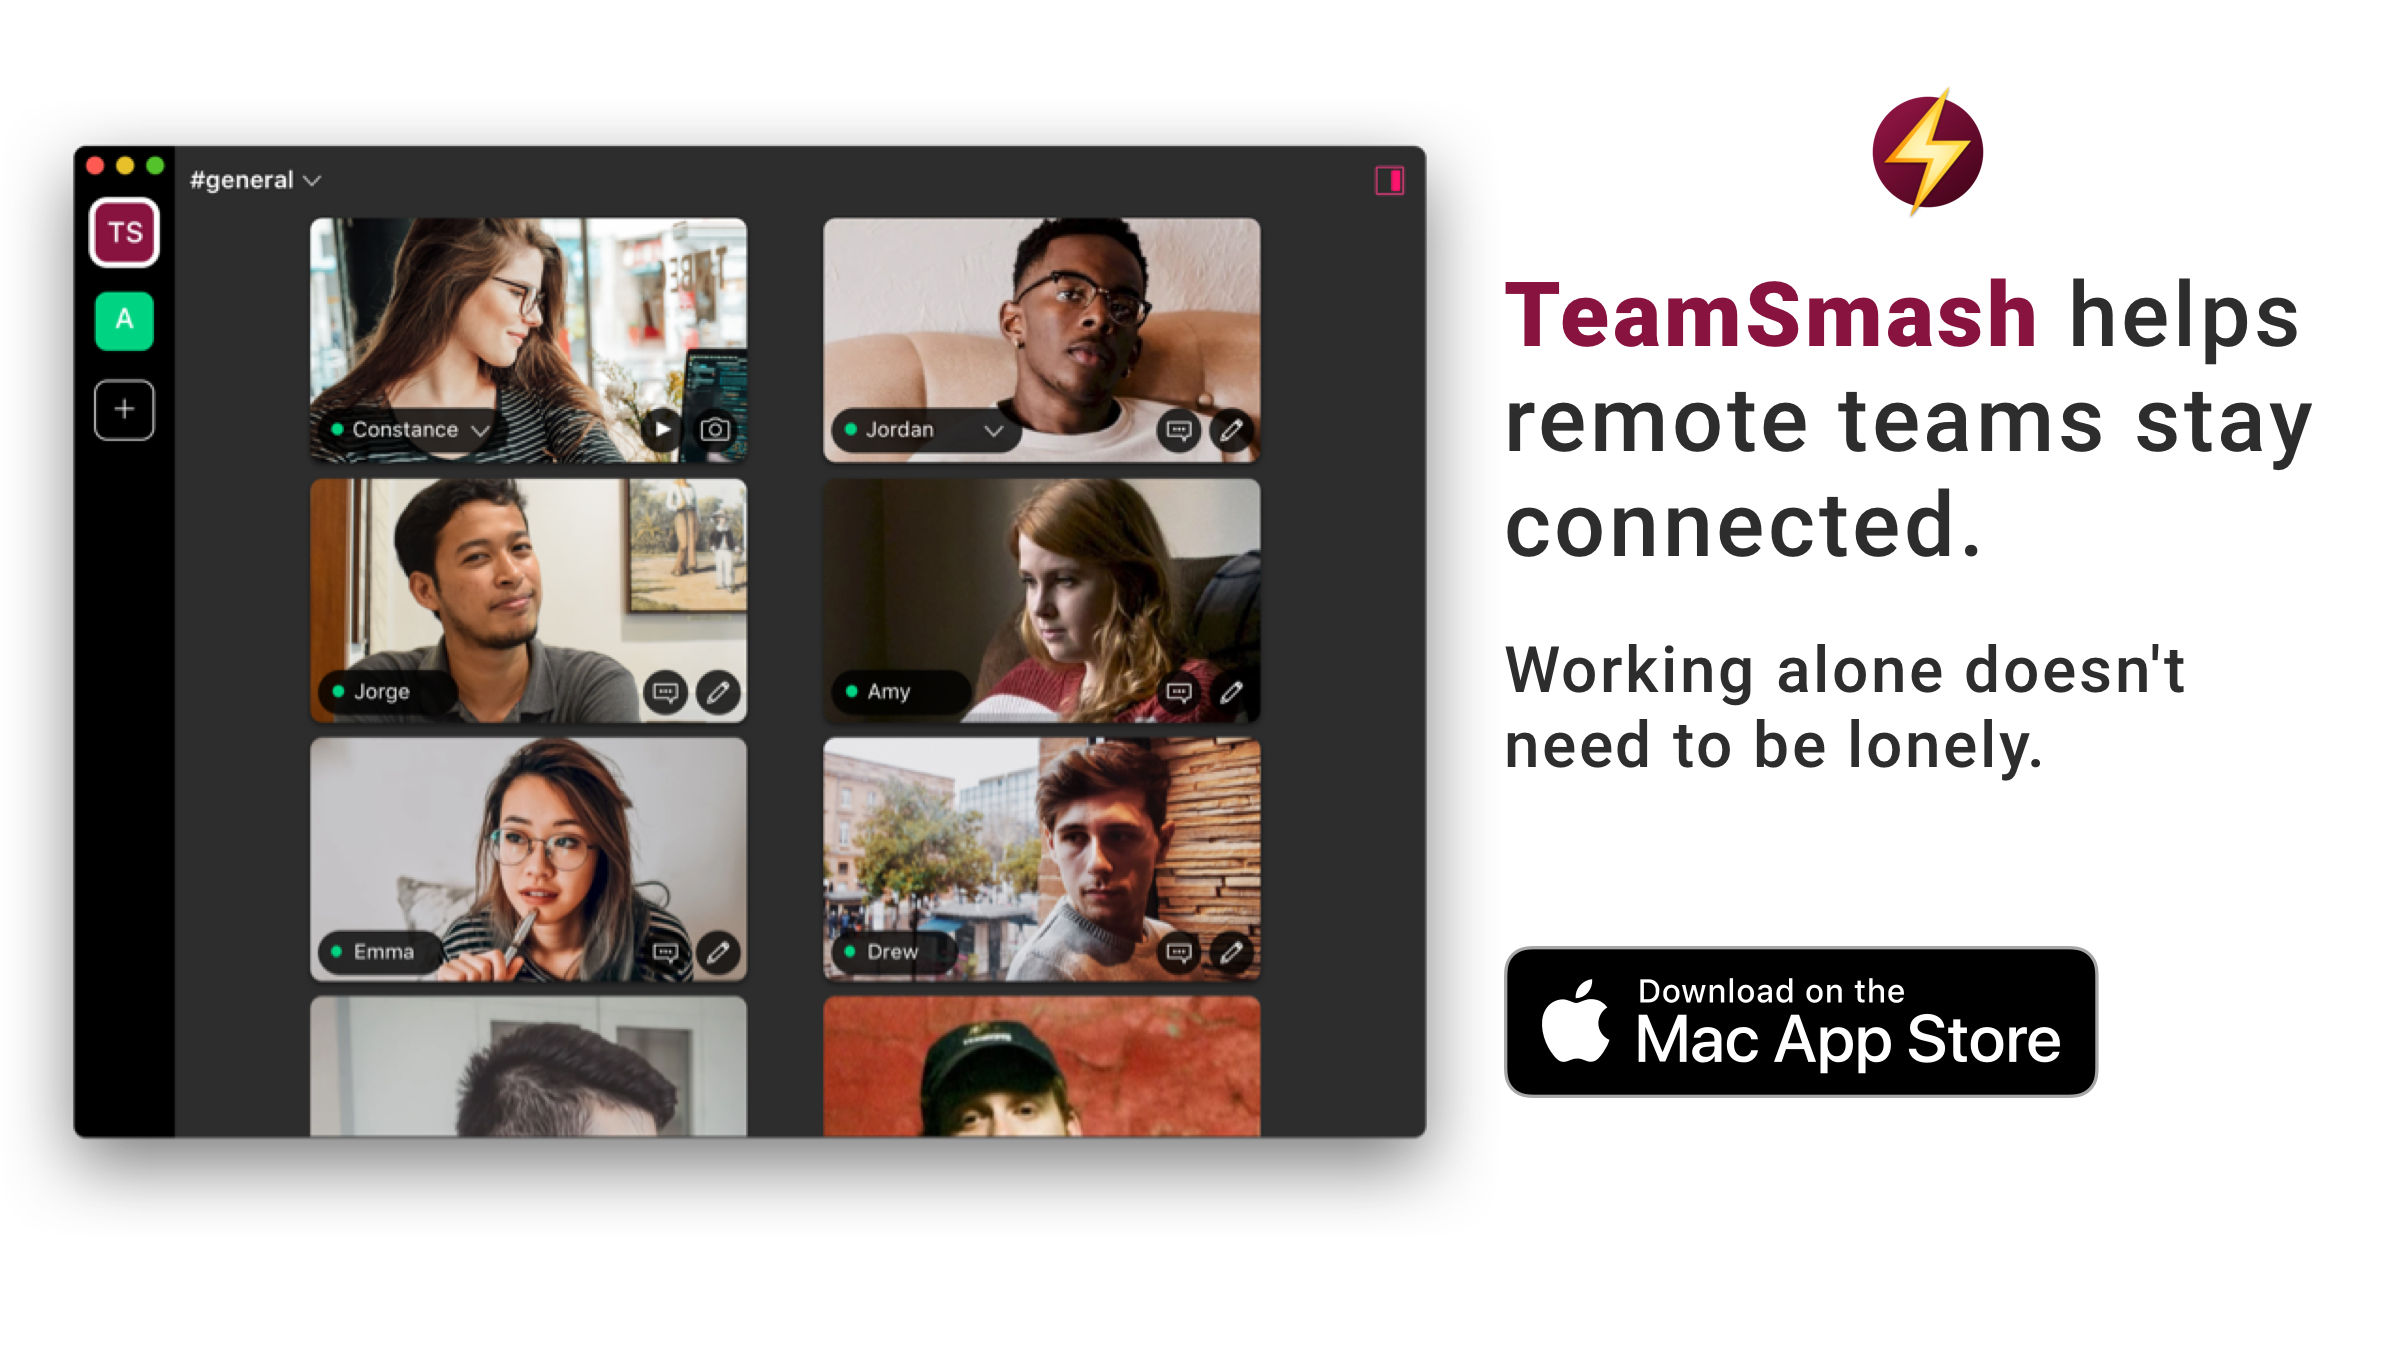 #general
TS
A
Constance
Jordan
Jorge
Amy
Emma
Drew
TeamSmash helps
remote teams stay
connected.
Working alone doesn't
need to be lonely.
Download on the
Mac App Store